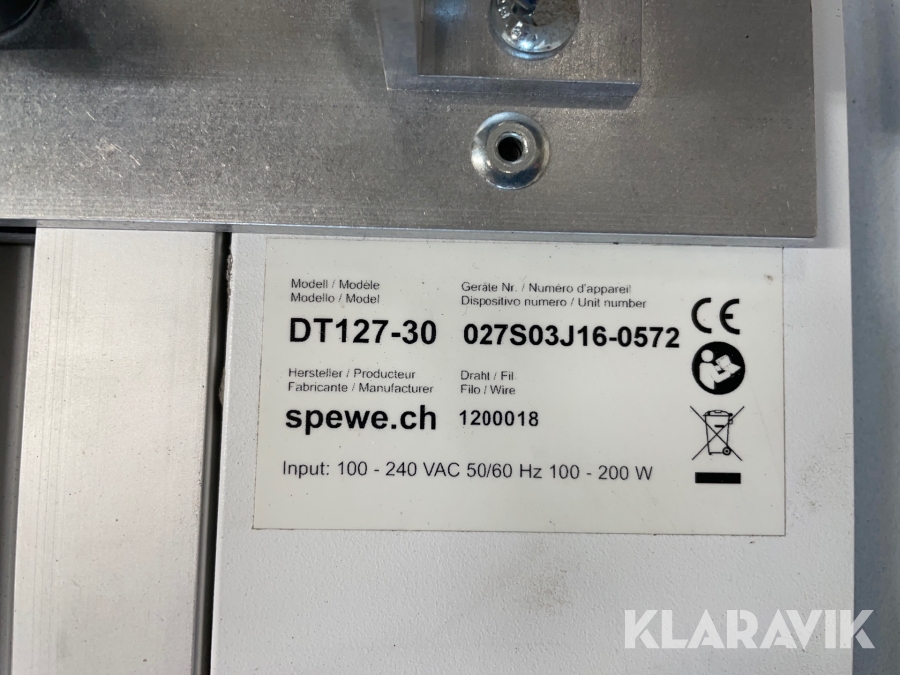 Modell / Modèle
Modello / Model
DT127-30
Geräte Nr. / Numéro d'appareil
Dispositivo numero / Unit number
027S03J16-0572
CE
Hersteller / Producteur
Fabricante / Manufacturer
spewe.ch
Draht / Fil
Filo / Wire
1200018
Input: 100 - 240 VAC 50/60 Hz 100 - 200 W
KLARAVIK